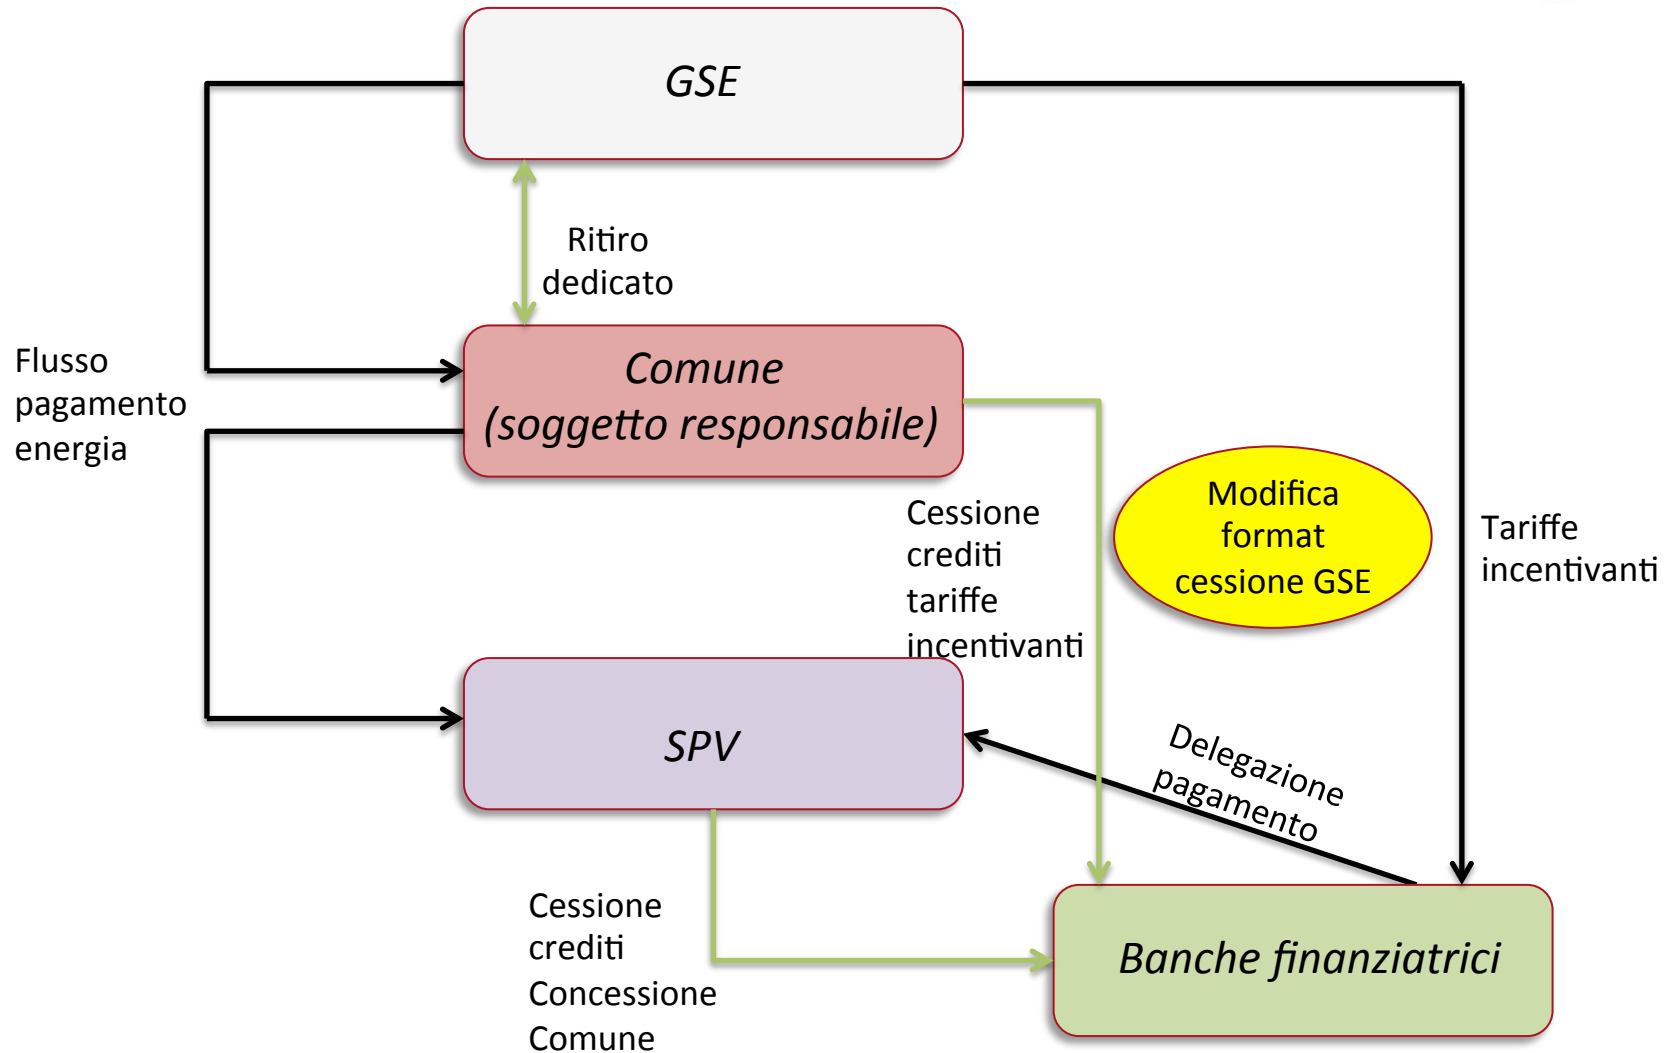 GSE
Ritiro
dedicato
Flusso
pagamento
energia
Comune
(soggetto responsabile)
Cessione
crediti
tariffe
incentivanti
Modifica
format
cessione GSE
Tariffe
incentivanti
SPV
Delegazione
pagamento
Cessione
crediti
Concessione
Comune
Banche finanziatrici